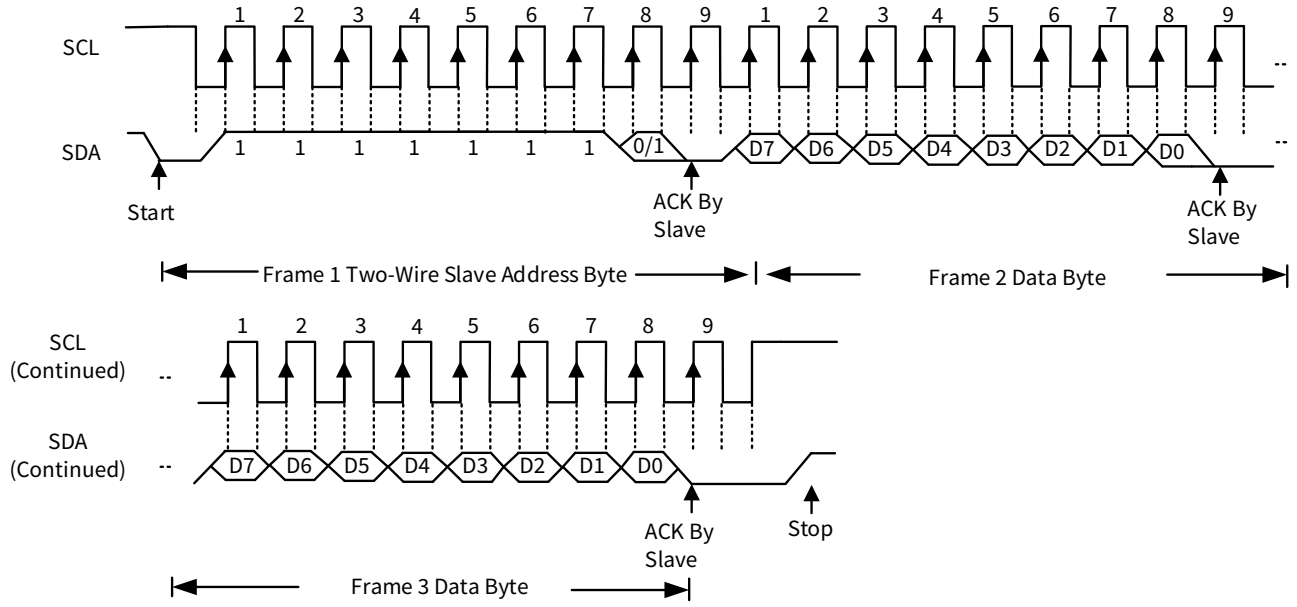 1 2 3 4 5 6 7 8 9 1 2 3 4 5 6 7 8 9
SCL
--
SDA
1 1 1 1 1 1 1 0/1 D7 D6 D5 D4 D3 D2 D1 D0
--
Start
ACK By
Slave
ACK By
Slave
Frame 1 Two-Wire Slave Address Byte
Frame 2 Data Byte
1 2 3 4 5 6 7 8 9
SCL
(Continued)
--
SDA
(Continued)
--
D7 D6 D5 D4 D3 D2 D1 D0
ACK By
Slave
Stop
Frame 3 Data Byte